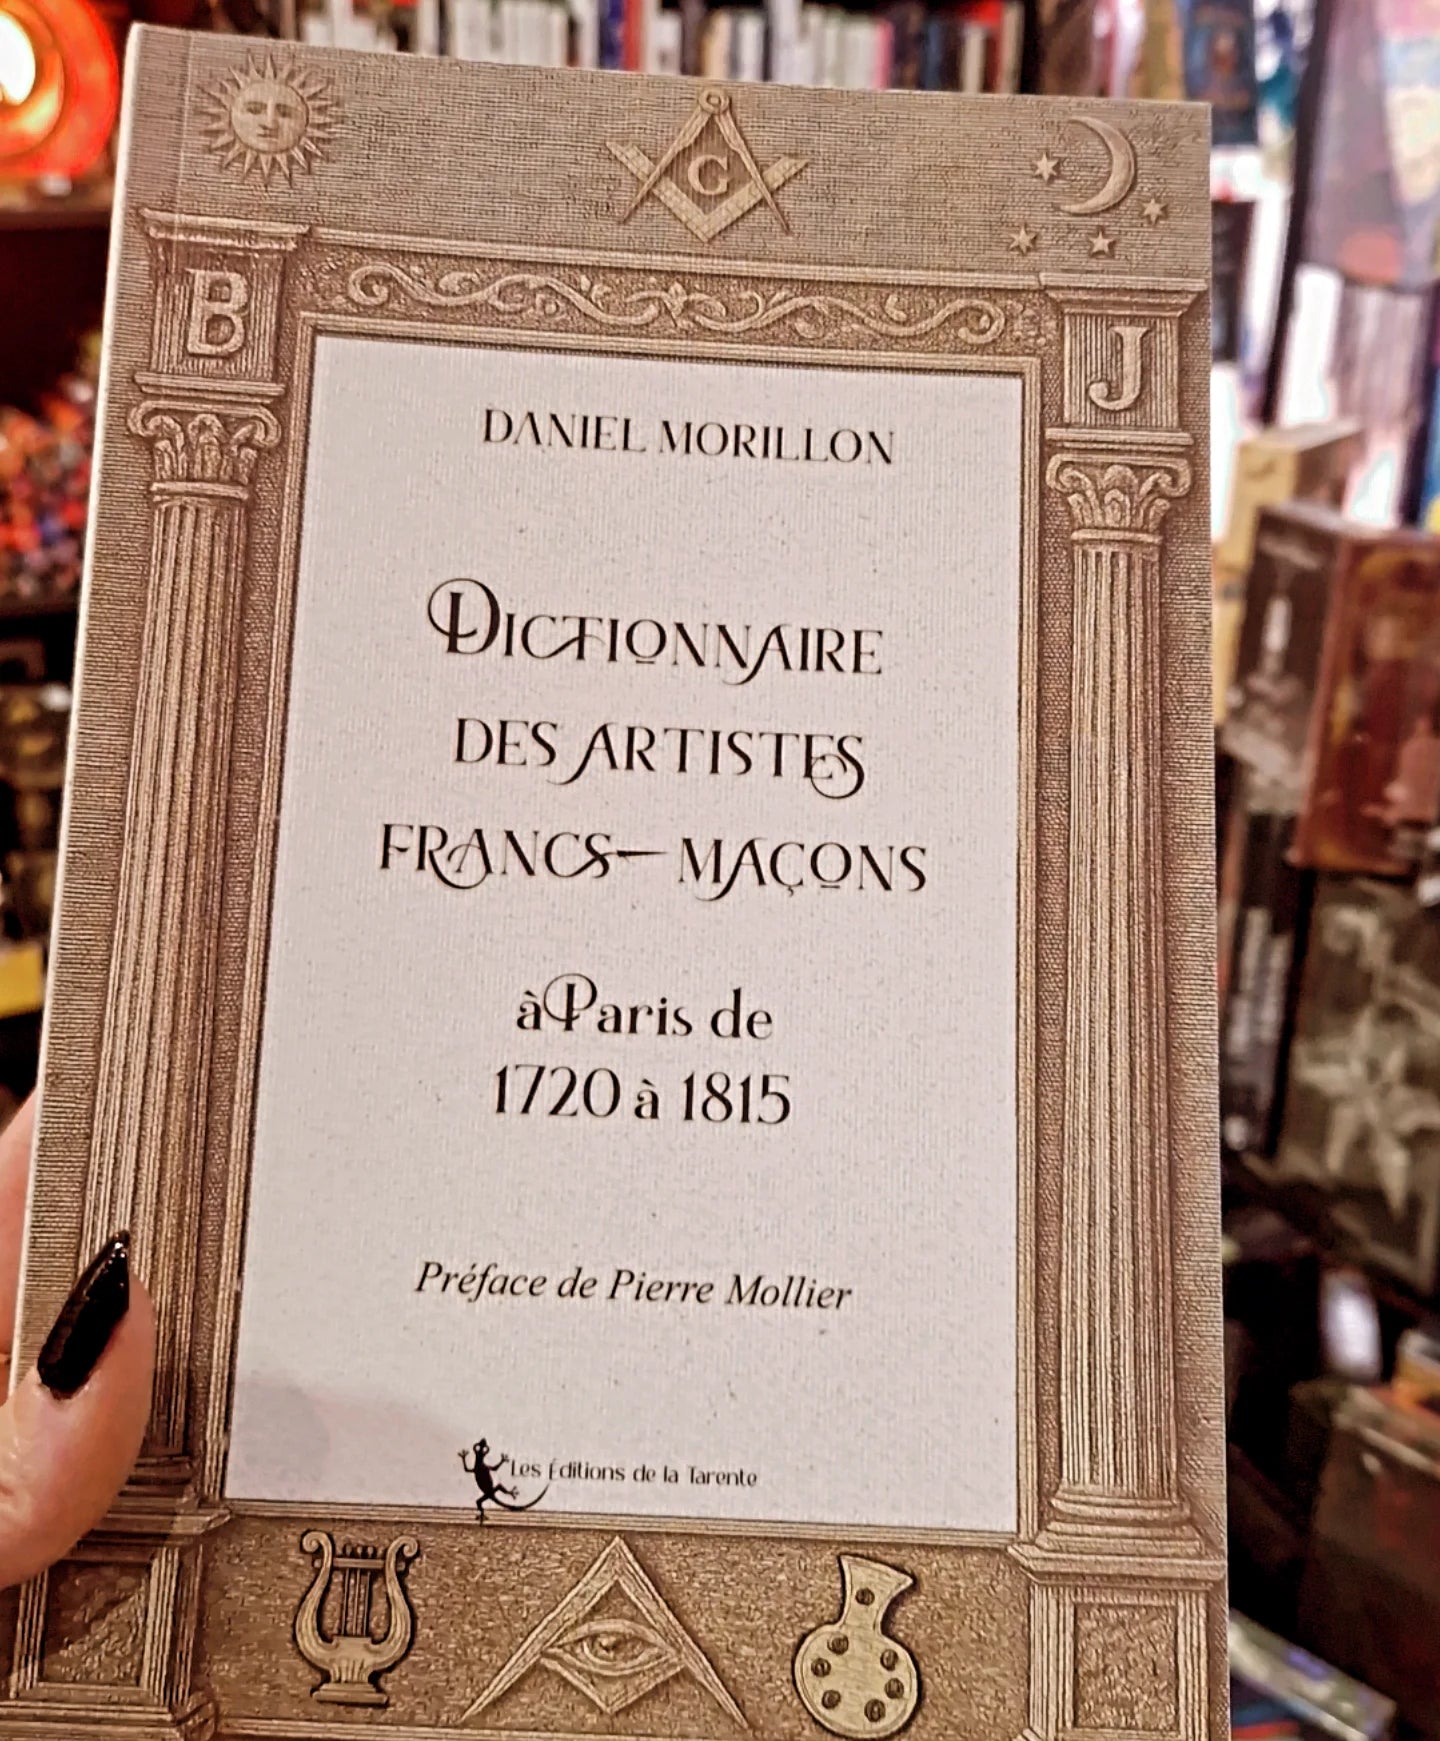 G
B
J
DANIEL MORILLON
DICTIONNAIRE
DES ARTISTES
FRANCS-MAÇONS
à Paris de
1720 à 1815
Préface de Pierre Mollier
Les Éditions de la Tarente